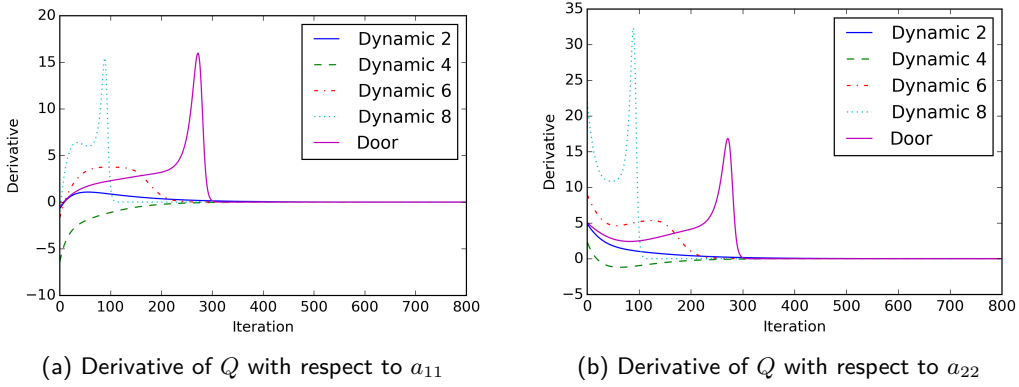 20
15
10
5
0
−5
−10
Derivative
0 100 200 300 400 500 600 700 800
Iteration
Dynamic 2
Dynamic 4
Dynamic 6
Dynamic 8
Door
(a) Derivative of Q with respect to a₁₁
35
30
25
20
15
10
5
0
−5
Derivative
0 100 200 300 400 500 600 700 800
Iteration
Dynamic 2
Dynamic 4
Dynamic 6
Dynamic 8
Door
(b) Derivative of Q with respect to a₂₂